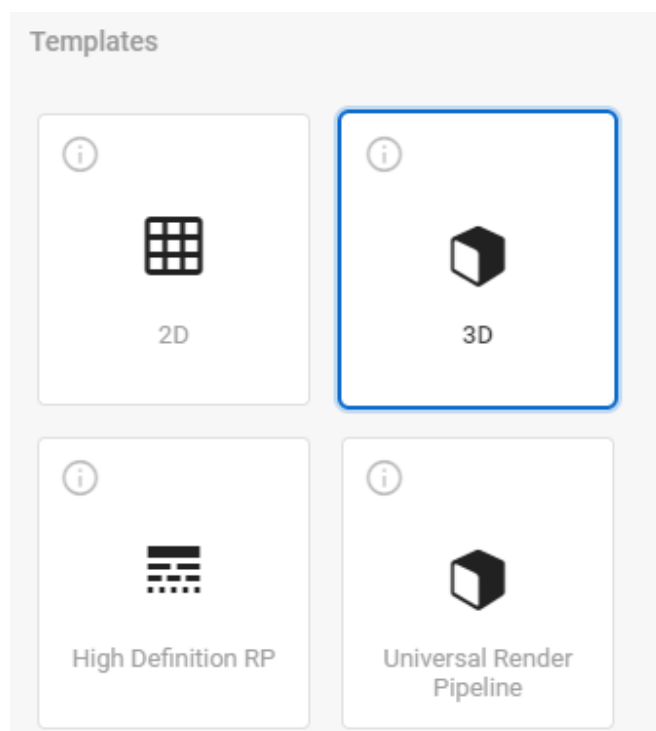 Templates
2D
3D
High Definition RP
Universal Render
Pipeline